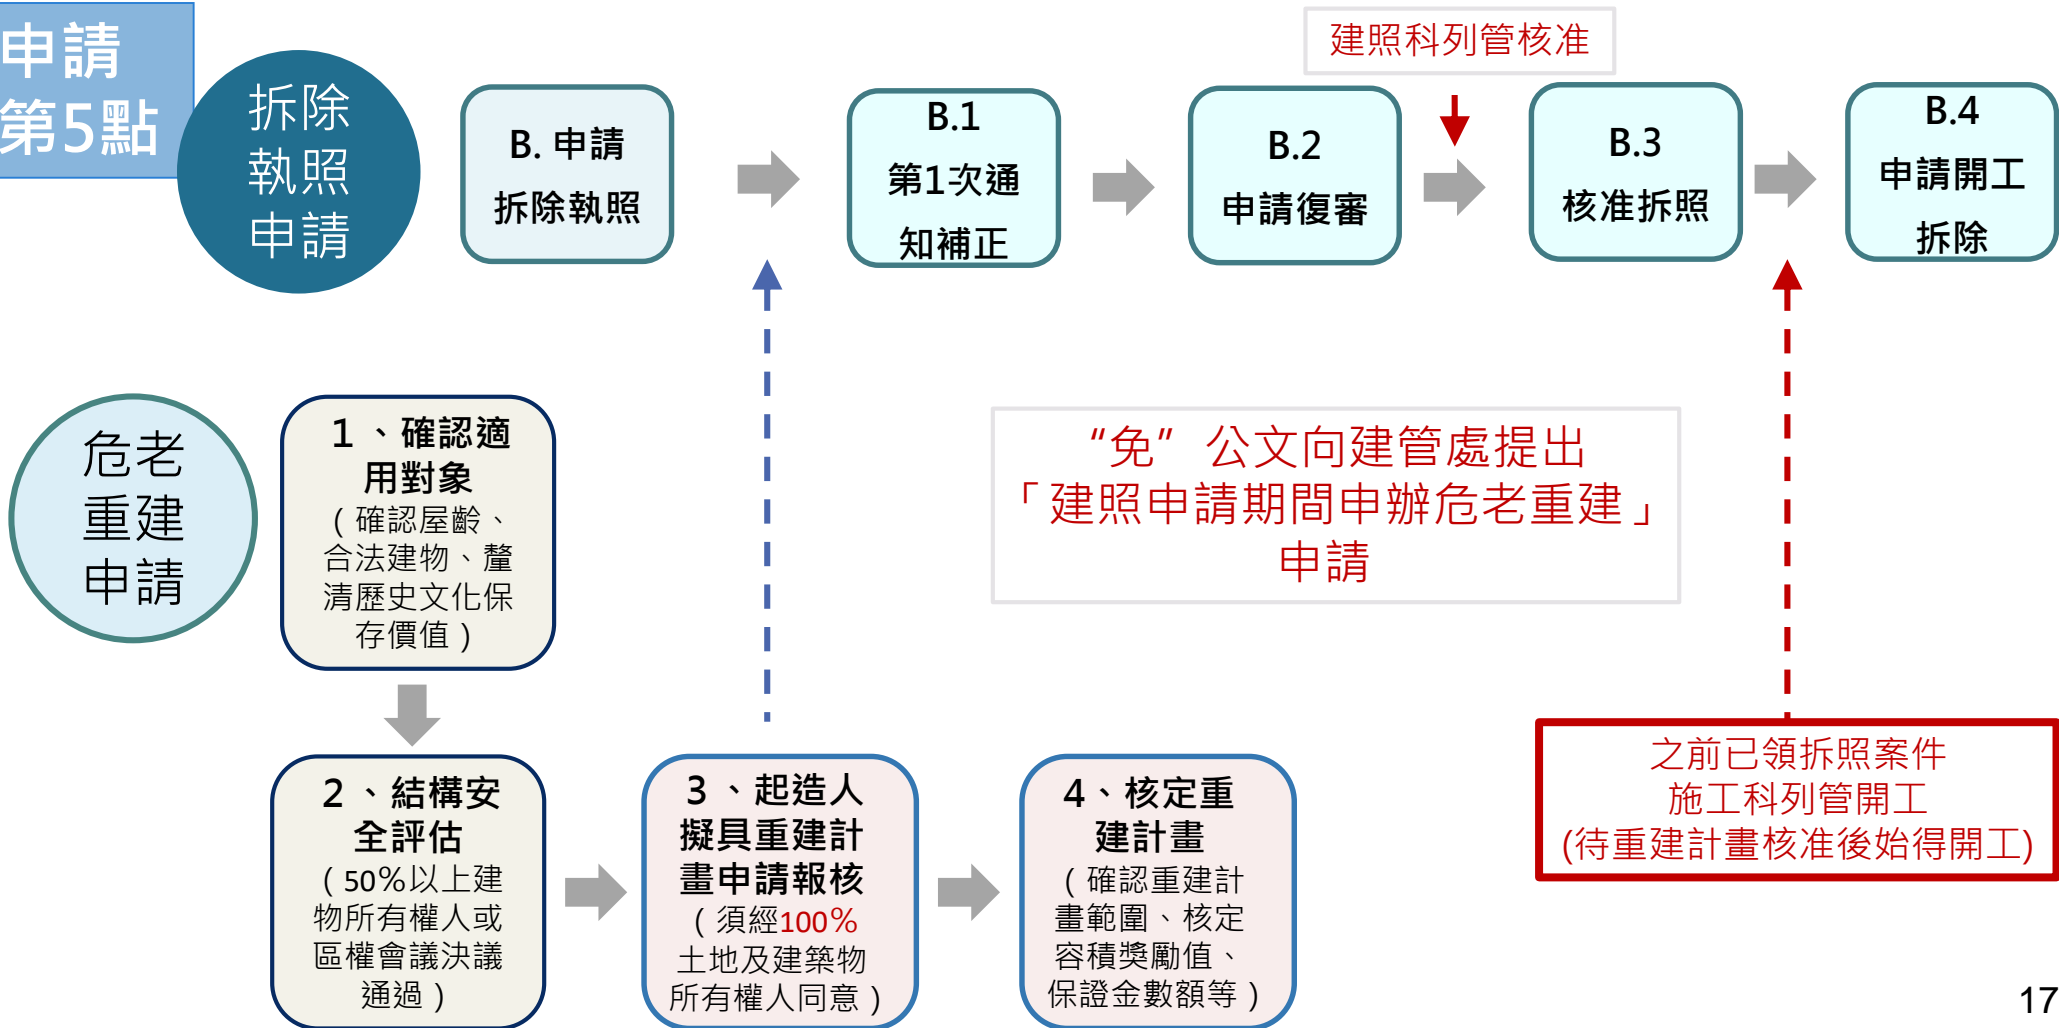 申請
第5點
拆除
執照
申請
B. 申請
拆除執照
B.1
第1次通
知補正
B.2
申請復審
建照科列管核准
B.3
核准拆照
B.4
申請開工
拆除
危老
重建
申請
1、確認適
用對象
（確認屋齡、
合法建物、釐
清歷史文化保
存價值）
“免”公文向建管處提出
「建照申請期間申辦危老重建」
申請
2、結構安
全評估
（50%以上建
物所有權人或
區權會議決議
通過）
3、起造人
擬具重建計
畫申請報核
（須經100%
土地及建築物
所有權人同意）
4、核定重
建計畫
（確認重建計
畫範圍、核定
容積獎勵值、
保證金數額等）
之前已領拆照案件
施工科列管開工
(待重建計畫核准後始得開工)
17